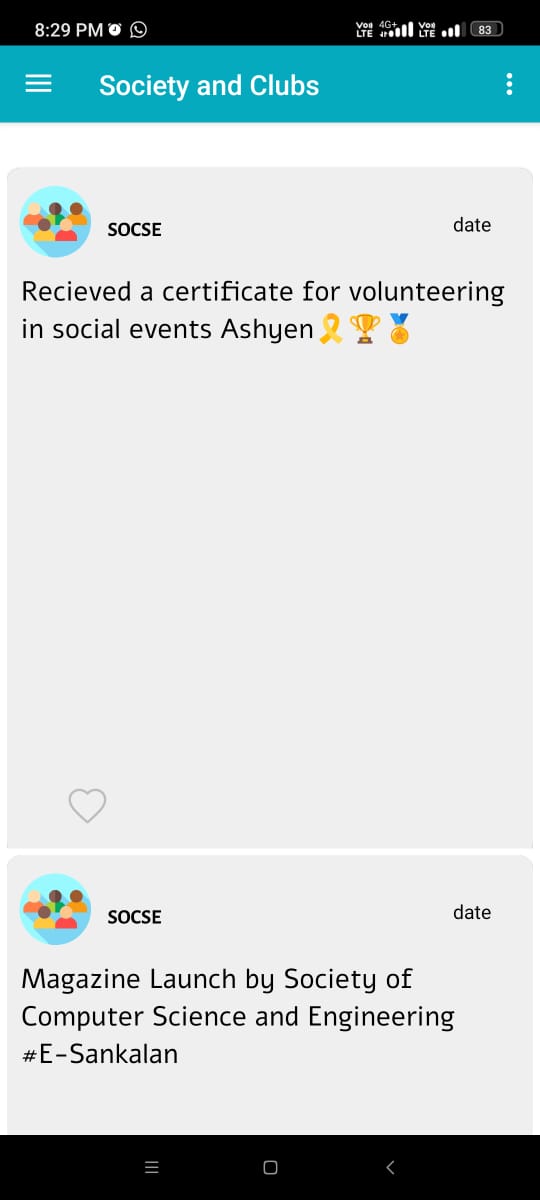 8:29 PM
Vo LTE 4G+ Vo LTE 83
Society and Clubs
SOCSE date
Recieved a certificate for volunteering
in social events Ashyen🎗️🏆🏅
SOCSE date
Magazine Launch by Society of
Computer Science and Engineering
#E-Sankalan